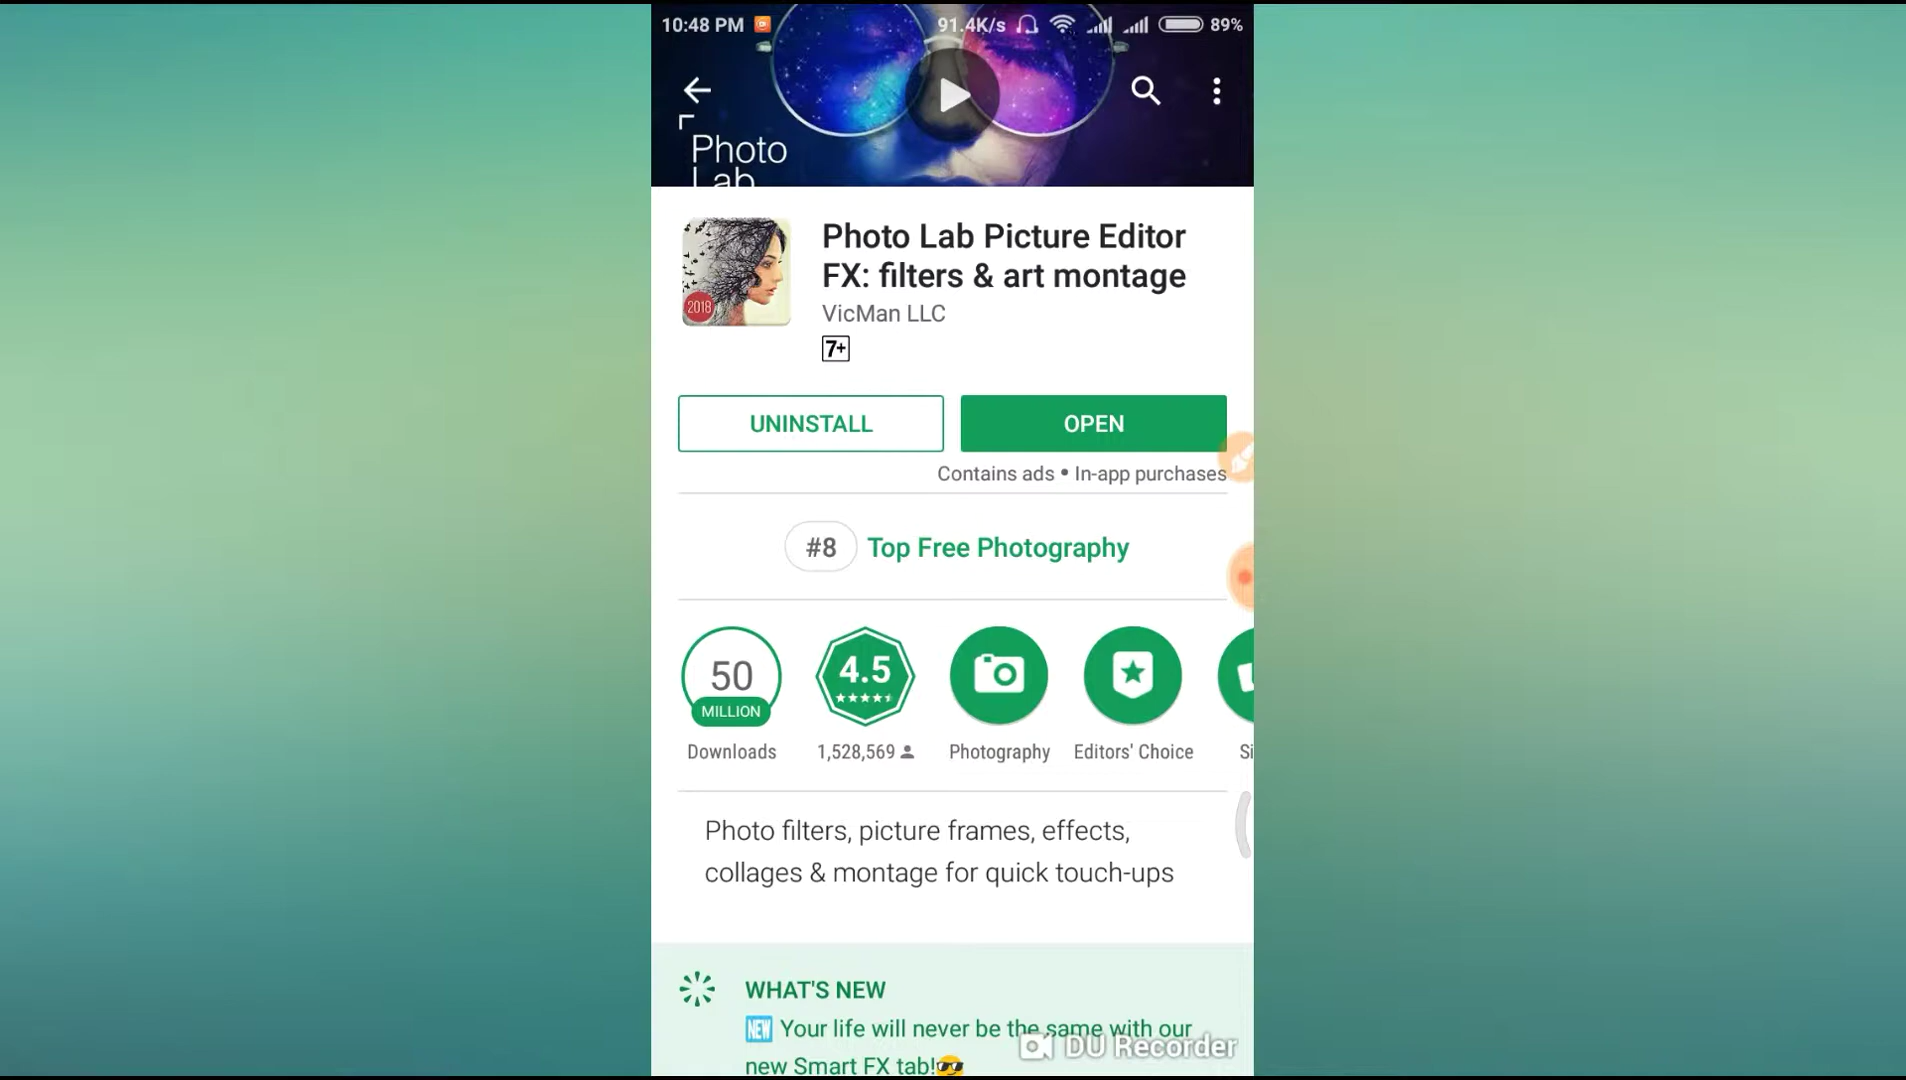 10:48 PM 91.4K/s 89%
Photo
Lab
2018
Photo Lab Picture Editor
FX: filters & art montage
VicMan LLC
7+
UNINSTALL OPEN
Contains ads • In-app purchases
#8 Top Free Photography
50
MILLION
Downloads
4.5
1,528,569
Photography
Editors' Choice
Si
Photo filters, picture frames, effects,
collages & montage for quick touch-ups
WHAT'S NEW
🆕 Your life will never be the same with our
new Smart FX tab!😎
DU Recorder